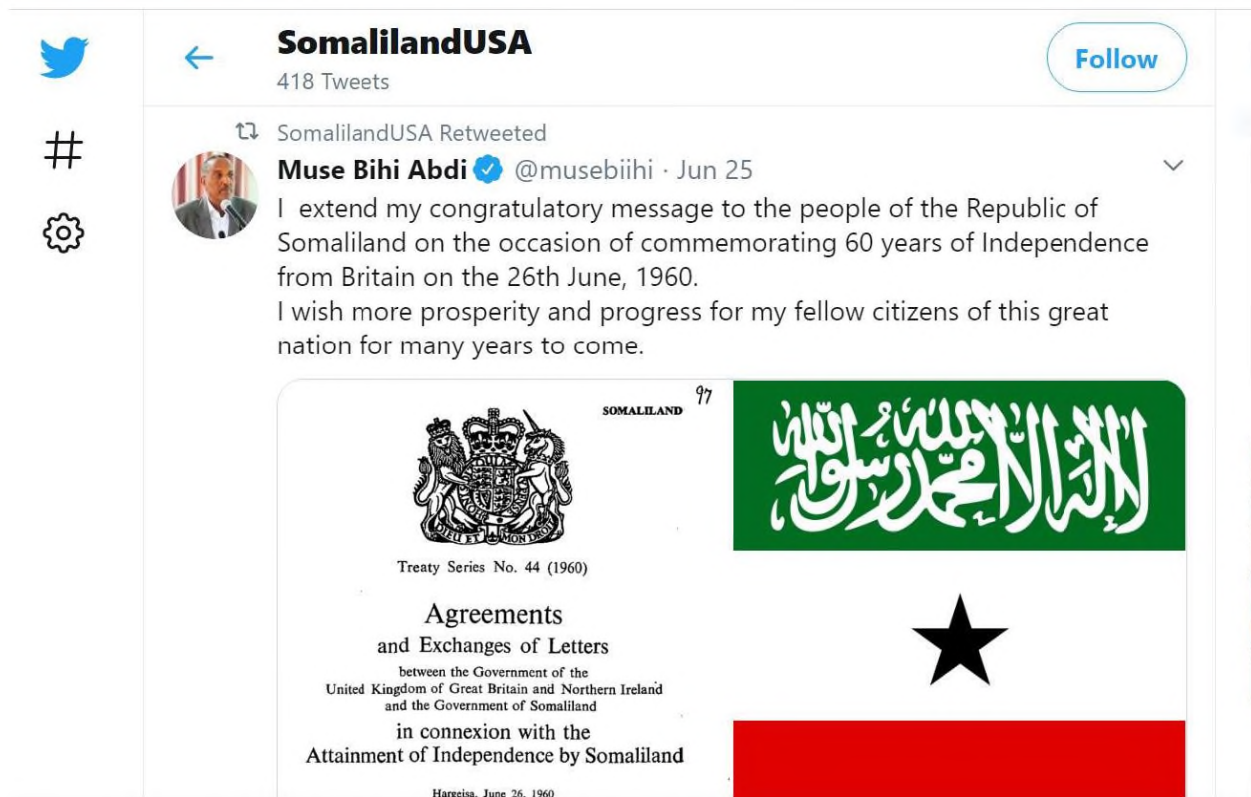 SomalilandUSA
418 Tweets
Follow
SomalilandUSA Retweeted
Muse Bihi Abdi @musebiihi · Jun 25
I extend my congratulatory message to the people of the Republic of
Somaliland on the occasion of commemorating 60 years of Independence
from Britain on the 26th June, 1960.
I wish more prosperity and progress for my fellow citizens of this great
nation for many years to come.
97
SOMALILAND
DIEU ET MON DROIT
Treaty Series No. 44 (1960)
Agreements
and Exchanges of Letters
between the Government of the
United Kingdom of Great Britain and Northern Ireland
and the Government of Somaliland
in connexion with the
Attainment of Independence by Somaliland
Hargeisa, June 26, 1960
لا إله إلا الله محمد رسول الله